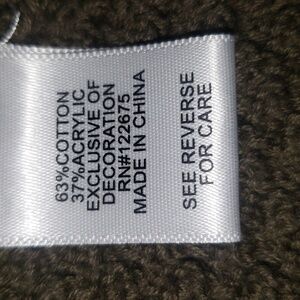 63%COTTON
37%ACRYLIC
EXCLUSIVE OF
DECORATION
RN#122675
MADE IN CHINA
SEE REVERSE
FOR CARE